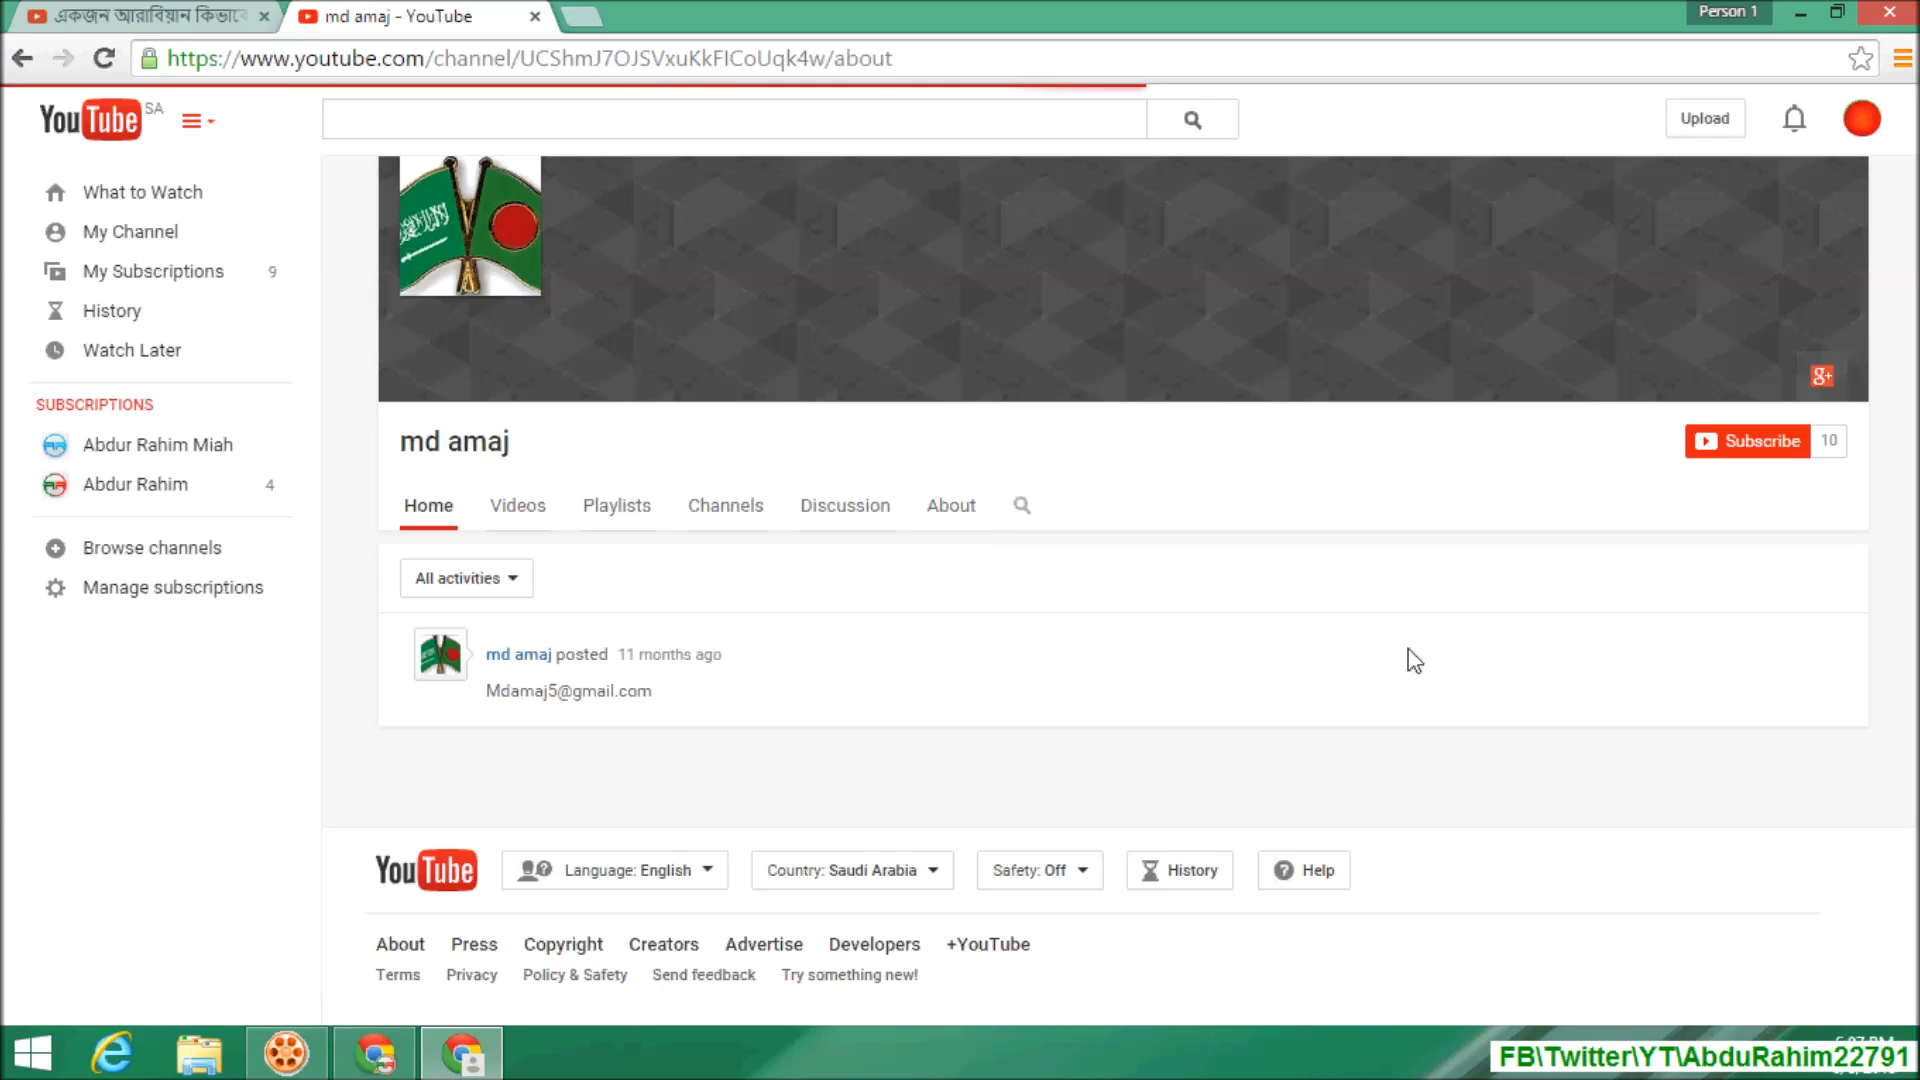 একজন আরাবিয়ান কিভাবে
md amaj - YouTube
Person 1
https://www.youtube.com/channel/UCShmJ7OJSVxuKkFICoUqk4w/about
YouTube SA
Upload
What to Watch
My Channel
My Subscriptions 9
History
Watch Later
SUBSCRIPTIONS
Abdur Rahim Miah
Abdur Rahim 4
Browse channels
Manage subscriptions
g+
md amaj
Subscribe 10
Home Videos Playlists Channels Discussion About
All activities
md amaj posted 11 months ago
Mdamaj5@gmail.com
YouTube Language: English Country: Saudi Arabia Safety: Off History Help
About Press Copyright Creators Advertise Developers +YouTube
Terms Privacy Policy & Safety Send feedback Try something new!
FB\Twitter\YT\AbduRahim22791